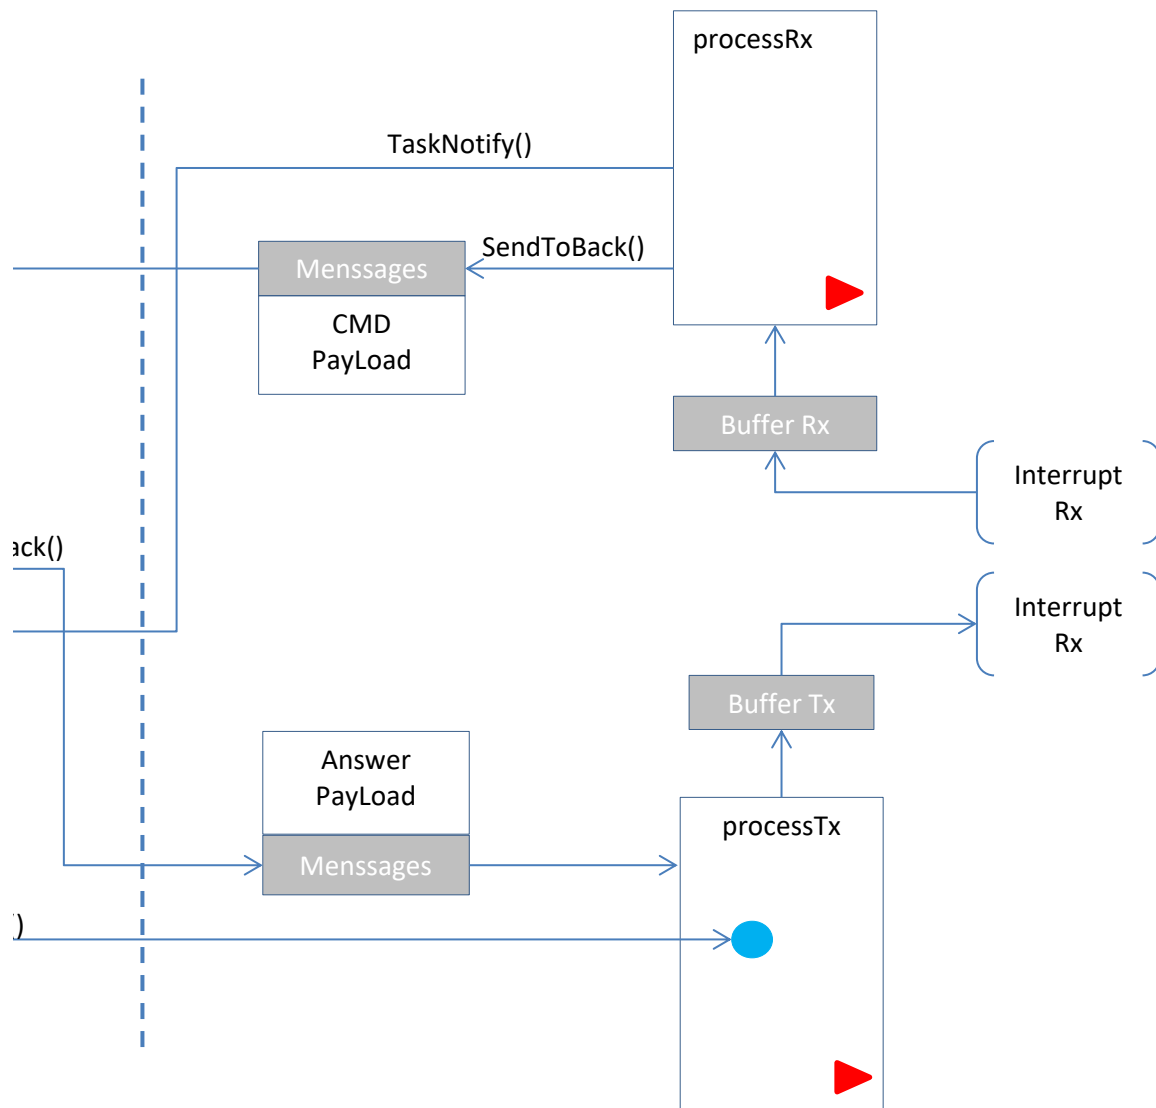 processRx
TaskNotify()
SendToBack()
Menssages
CMD
PayLoad
Buffer Rx
Interrupt
Rx
ack()
Interrupt
Rx
Buffer Tx
Answer
PayLoad
processTx
Menssages
)